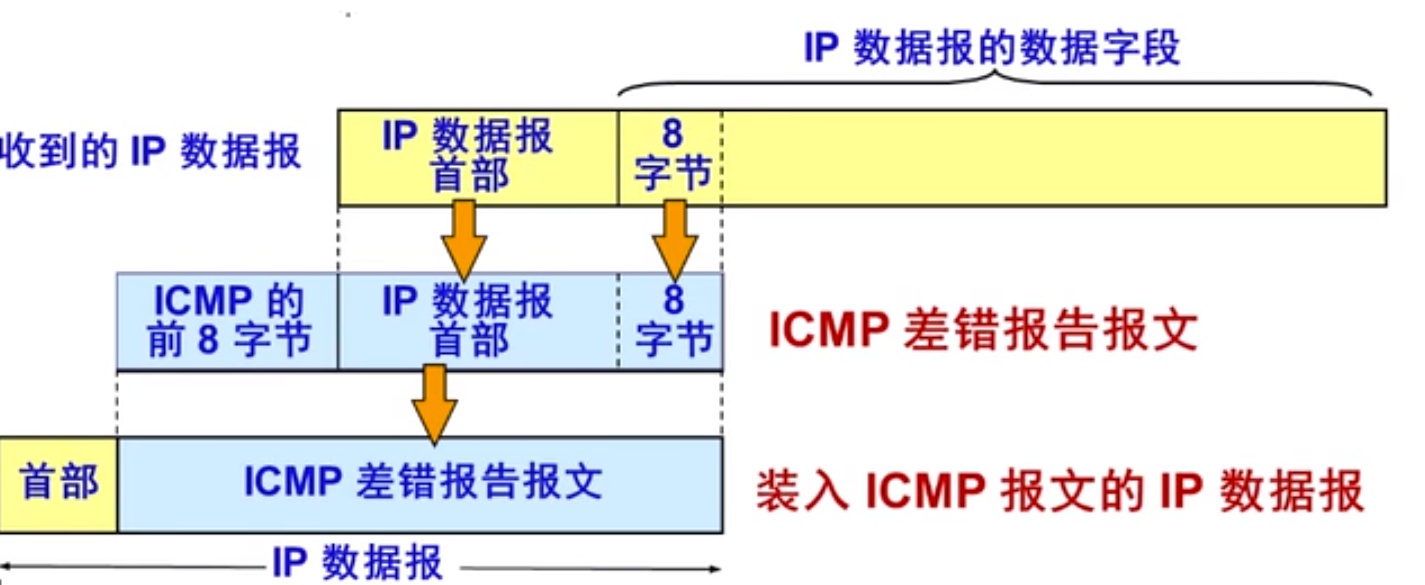 IP 数据报的数据字段
收到的 IP 数据报
IP 数据报
首部
8
字节
ICMP 的
前 8 字节
IP 数据报
首部
8
字节
ICMP 差错报告报文
首部
ICMP 差错报告报文
装入 ICMP 报文的 IP 数据报
IP 数据报